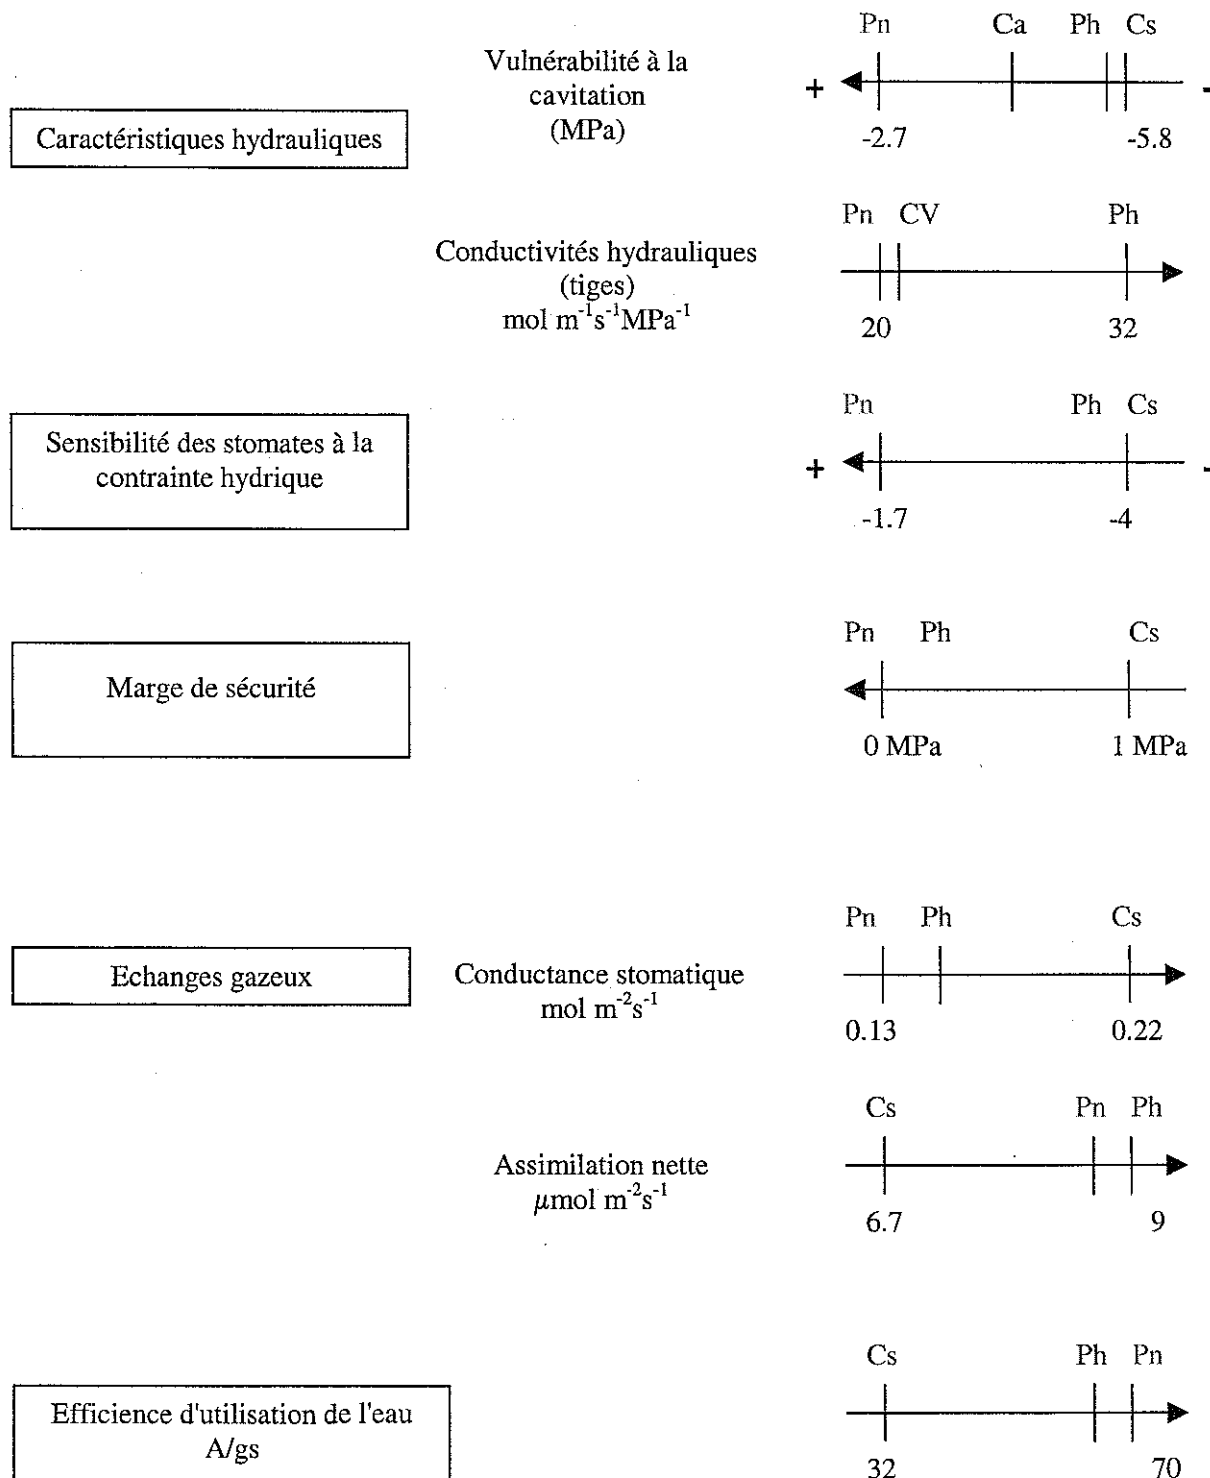 Pn Ca Ph Cs
Vulnérabilité à la
cavitation
(MPa)
+ -
Caractéristiques hydrauliques
-2.7 -5.8
Pn CV Ph
Conductivités hydrauliques
(tiges)
mol m⁻¹s⁻¹MPa⁻¹
20 32
Pn Ph Cs
Sensibilité des stomates à la
contrainte hydrique
+ -
-1.7 -4
Pn Ph Cs
Marge de sécurité
0 MPa 1 MPa
Pn Ph Cs
Echanges gazeux
Conductance stomatique
mol m⁻²s⁻¹
0.13 0.22
Cs Pn Ph
Assimilation nette
µmol m⁻²s⁻¹
6.7 9
Cs Ph Pn
Efficience d'utilisation de l'eau
A/gs
32 70